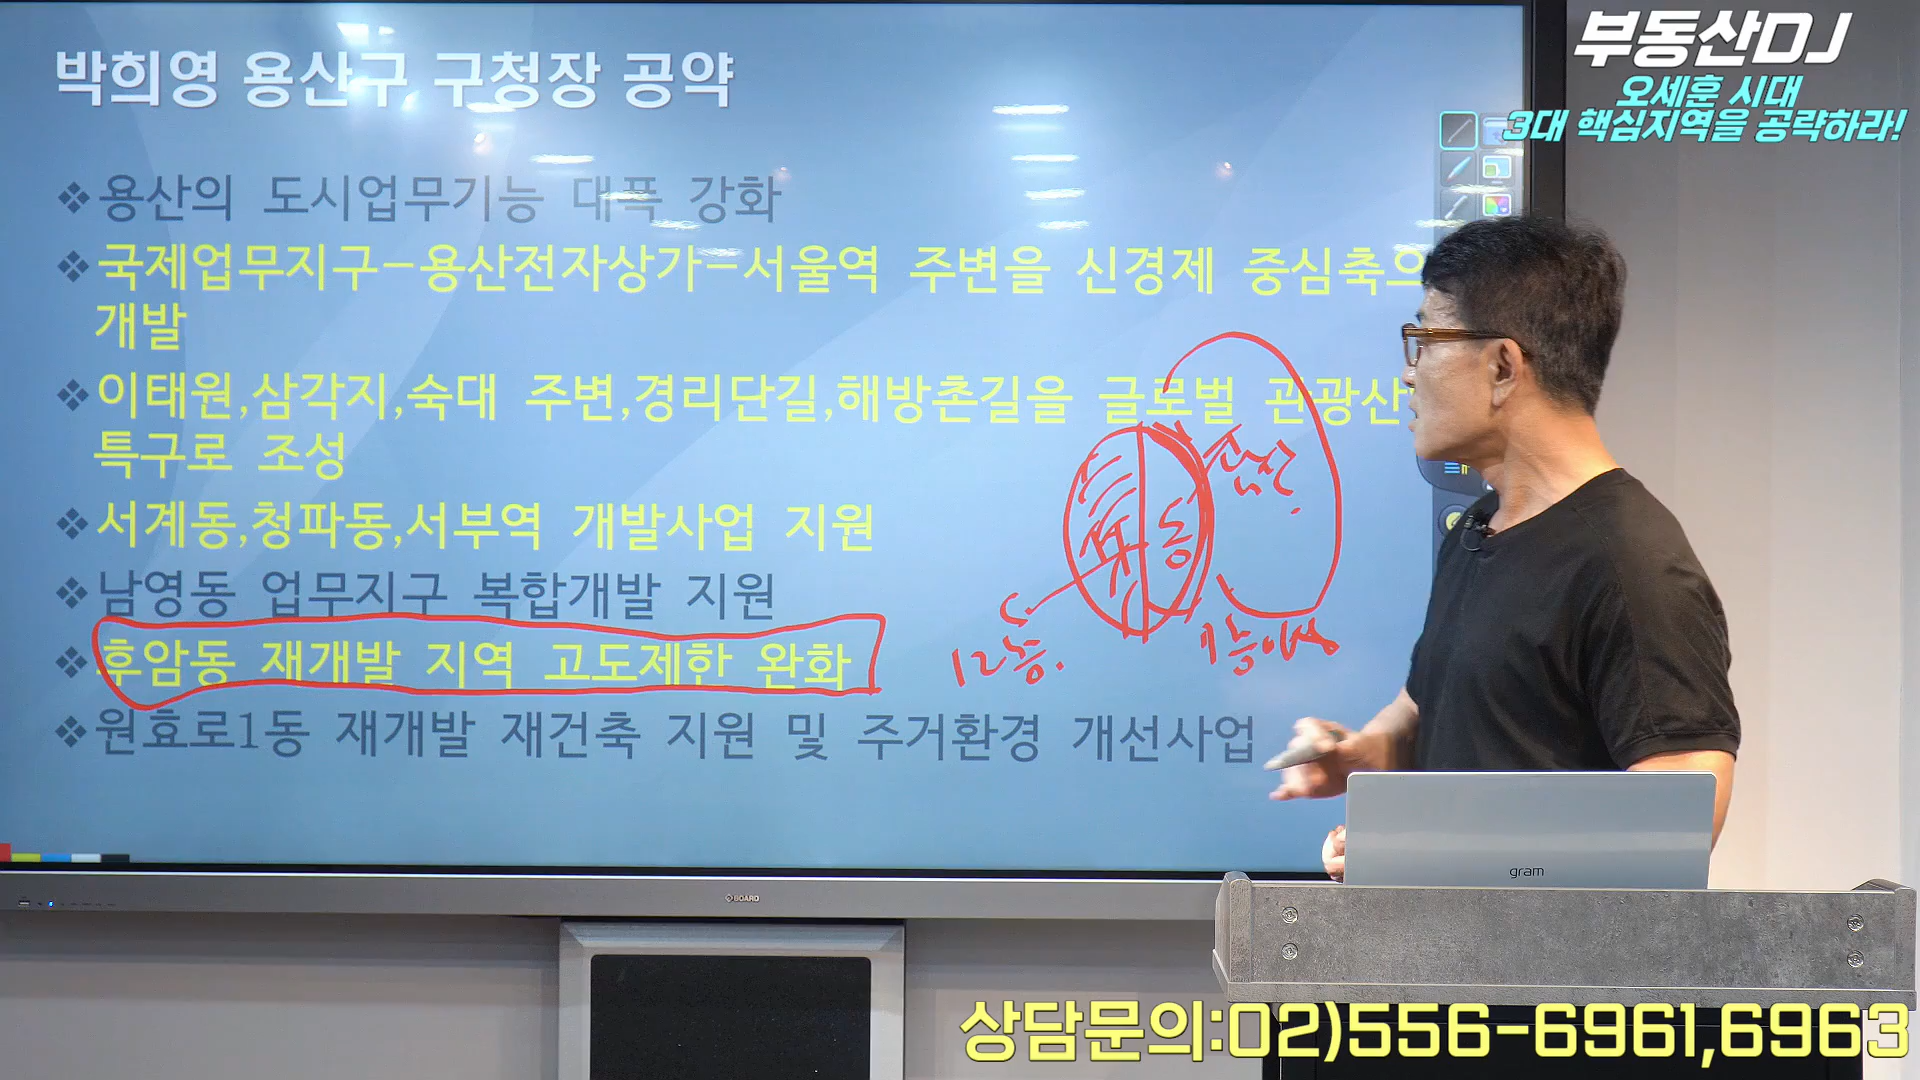 박희영 용산구 구청장 공약
부동산DJ
오세훈 시대
3대 핵심지역을 공략하라!
❖용산의 도시업무기능 대폭 강화
❖국제업무지구-용산전자상가-서울역 주변을 신경제 중심축으
개발
❖이태원,삼각지,숙대 주변,경리단길,해방촌길을 글로벌 관광산
특구로 조성
❖서계동,청파동,서부역 개발사업 지원
❖남영동 업무지구 복합개발 지원
❖후암동 재개발 지역 고도제한 완화
❖원효로1동 재개발 재건축 지원 및 주거환경 개선사업
서
동
12층.
7층이상
BOARD
gram
상담문의:02)556-6961,6963